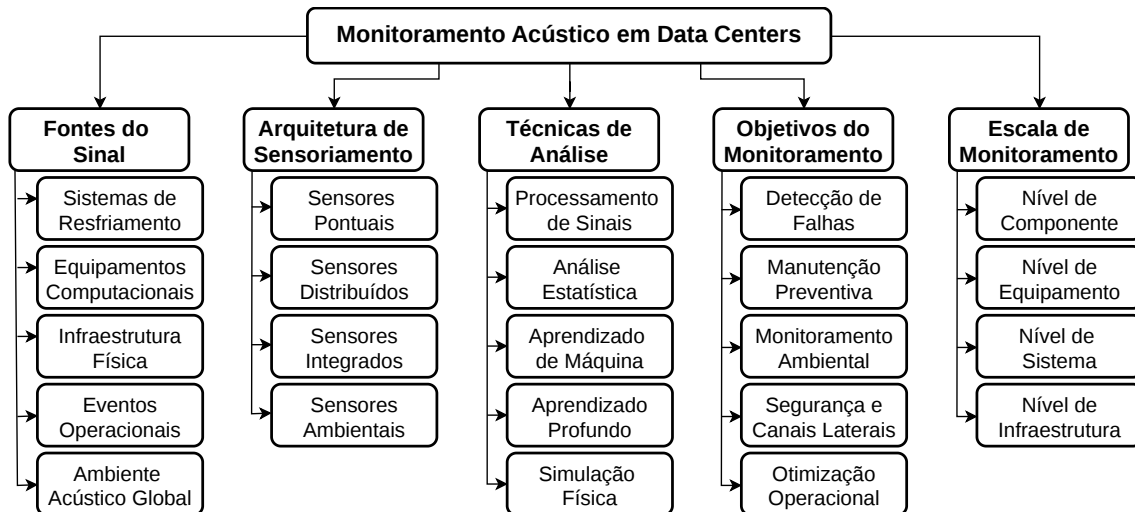 Monitoramento Acústico em Data Centers
Fontes do
Sinal
Sistemas de
Resfriamento
Equipamentos
Computacionais
Infraestrutura
Física
Eventos
Operacionais
Ambiente
Acústico Global
Arquitetura de
Sensoriamento
Sensores
Pontuais
Sensores
Distribuídos
Sensores
Integrados
Sensores
Ambientais
Técnicas de
Análise
Processamento
de Sinais
Análise
Estatística
Aprendizado
de Máquina
Aprendizado
Profundo
Simulação
Física
Objetivos do
Monitoramento
Detecção de
Falhas
Manutenção
Preventiva
Monitoramento
Ambiental
Segurança e
Canais Laterais
Otimização
Operacional
Escala de
Monitoramento
Nível de
Componente
Nível de
Equipamento
Nível de
Sistema
Nível de
Infraestrutura